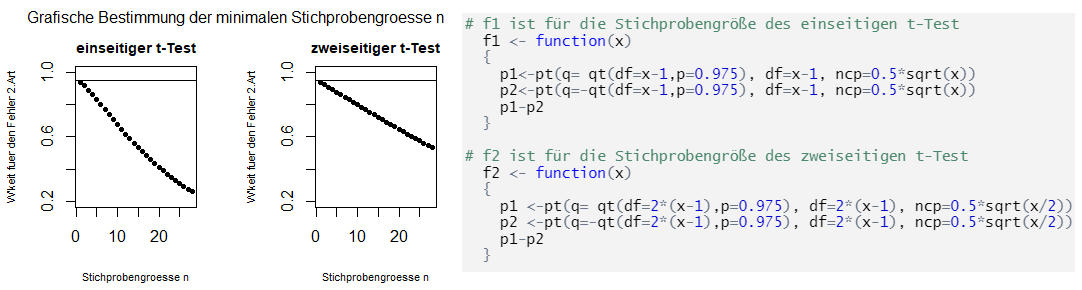 Grafische Bestimmung der minimalen Stichprobengroesse n
einseitiger t-Test
W'keit fuer den Fehler 2.Art
1.0
0.6
0.2
0 10 20
Stichprobengroesse n
zweiseitiger t-Test
W'keit fuer den Fehler 2.Art
1.0
0.6
0.2
0 10 20
Stichprobengroesse n
# f1 ist für die Stichprobengröße des einseitigen t-Test
f1 <- function(x)
{
p1<-pt(q= qt(df=x-1,p=0.975), df=x-1, ncp=0.5*sqrt(x))
p2<-pt(q=-qt(df=x-1,p=0.975), df=x-1, ncp=0.5*sqrt(x))
p1-p2
}
# f2 ist für die Stichprobengröße des zweiseitigen t-Test
f2 <- function(x)
{
p1 <-pt(q= qt(df=2*(x-1),p=0.975), df=2*(x-1), ncp=0.5*sqrt(x/2))
p2 <-pt(q=-qt(df=2*(x-1),p=0.975), df=2*(x-1), ncp=0.5*sqrt(x/2))
p1-p2
}